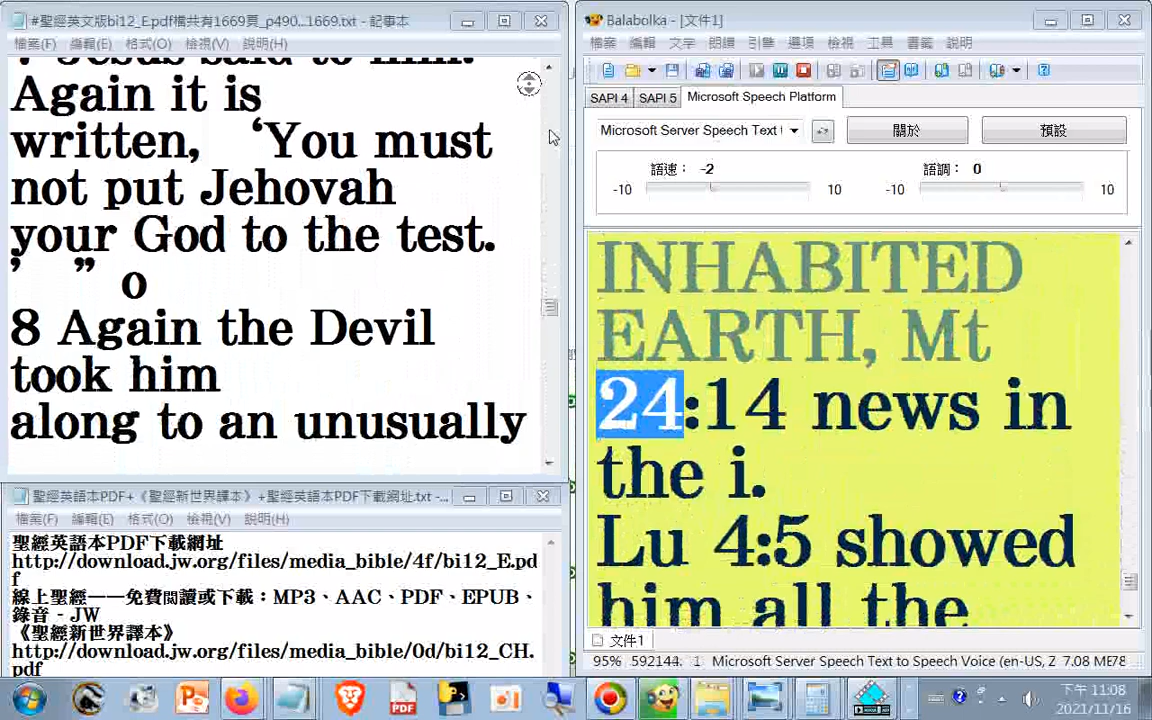 #聖經英文版bi12_E.pdf檔共有1669頁_p490...1669.txt - 記事本
檔案(F) 編輯(E) 格式(O) 檢視(V) 說明(H)
7 Jesus said to him:
Again it is
written, ‘You must
not put Jehovah
your God to the test.
’ ” o
8 Again the Devil
took him
along to an unusually
聖經英語本PDF+《聖經新世界譯本》+聖經英語本PDF下載網址.txt -...
檔案(F) 編輯(E) 格式(O) 檢視(V) 說明(H)
聖經英語本PDF下載網址
http://download.jw.org/files/media_bible/4f/bi12_E.pd
f
線上聖經——免費閱讀或下載：MP3、AAC、PDF、EPUB、
錄音 - JW
《聖經新世界譯本》
http://download.jw.org/files/media_bible/0d/bi12_CH.
pdf
Balabolka - [文件1]
檔案 編輯 文字 朗讀 引擎 選項 檢視 工具 書籤 說明
SAPI 4 SAPI 5 Microsoft Speech Platform
Microsoft Server Speech Text 關於 預設
語速： -2 語調： 0
-10 10 -10 10
INHABITED
EARTH, Mt
24:14 news in
the i.
Lu 4:5 showed
him all the
文件1
95% 592144: 1 Microsoft Server Speech Text to Speech Voice (en-US, Z 7.08 ME78
下午 11:08
2021/11/16